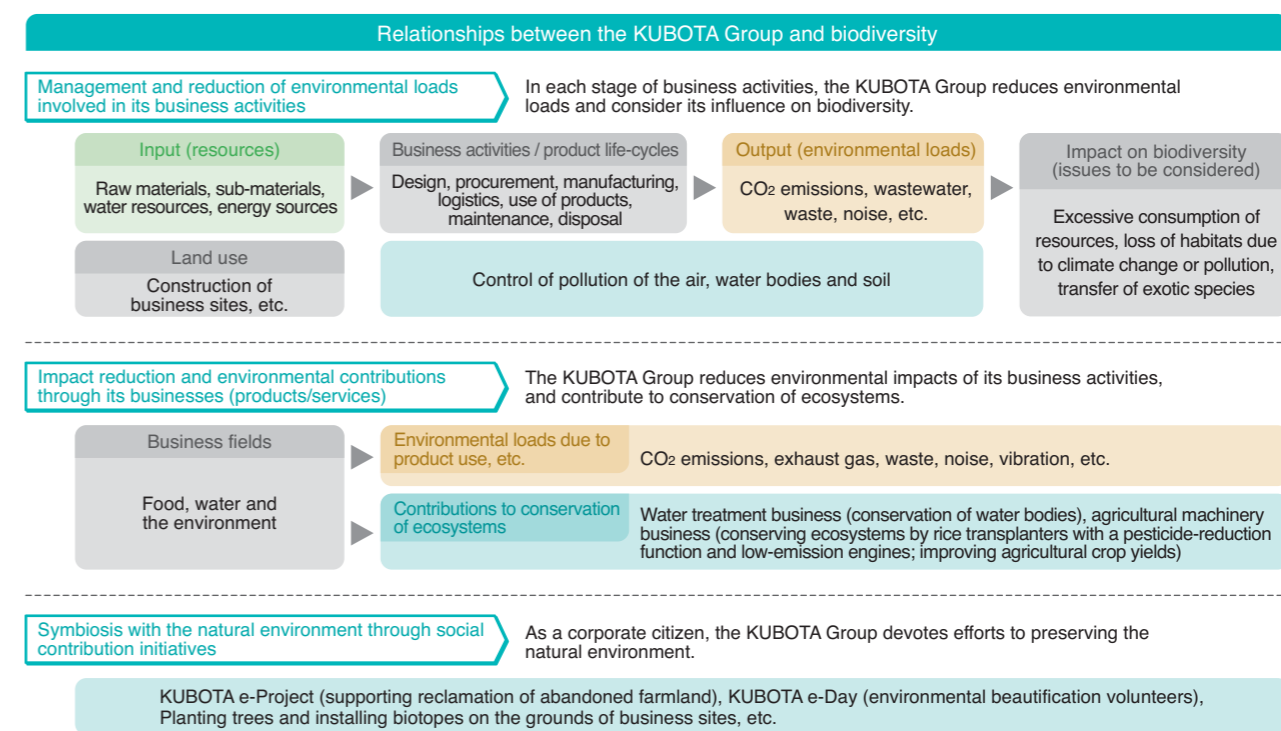 Relationships between the KUBOTA Group and biodiversity
Management and reduction of environmental loads
involved in its business activities
In each stage of business activities, the KUBOTA Group reduces environmental
loads and consider its influence on biodiversity.
Input (resources)
Raw materials, sub-materials,
water resources, energy sources
Business activities / product life-cycles
Design, procurement, manufacturing,
logistics, use of products,
maintenance, disposal
Output (environmental loads)
CO2 emissions, wastewater,
waste, noise, etc.
Impact on biodiversity
(issues to be considered)
Excessive consumption of
resources, loss of habitats due
to climate change or pollution,
transfer of exotic species
Land use
Construction of
business sites, etc.
Control of pollution of the air, water bodies and soil
Impact reduction and environmental contributions
through its businesses (products/services)
The KUBOTA Group reduces environmental impacts of its business activities,
and contribute to conservation of ecosystems.
Business fields
Food, water and
the environment
Environmental loads due to
product use, etc.
CO2 emissions, exhaust gas, waste, noise, vibration, etc.
Contributions to conservation
of ecosystems
Water treatment business (conservation of water bodies), agricultural machinery
business (conserving ecosystems by rice transplanters with a pesticide-reduction
function and low-emission engines; improving agricultural crop yields)
Symbiosis with the natural environment through social
contribution initiatives
As a corporate citizen, the KUBOTA Group devotes efforts to preserving the
natural environment.
KUBOTA e-Project (supporting reclamation of abandoned farmland), KUBOTA e-Day (environmental beautification volunteers),
Planting trees and installing biotopes on the grounds of business sites, etc.